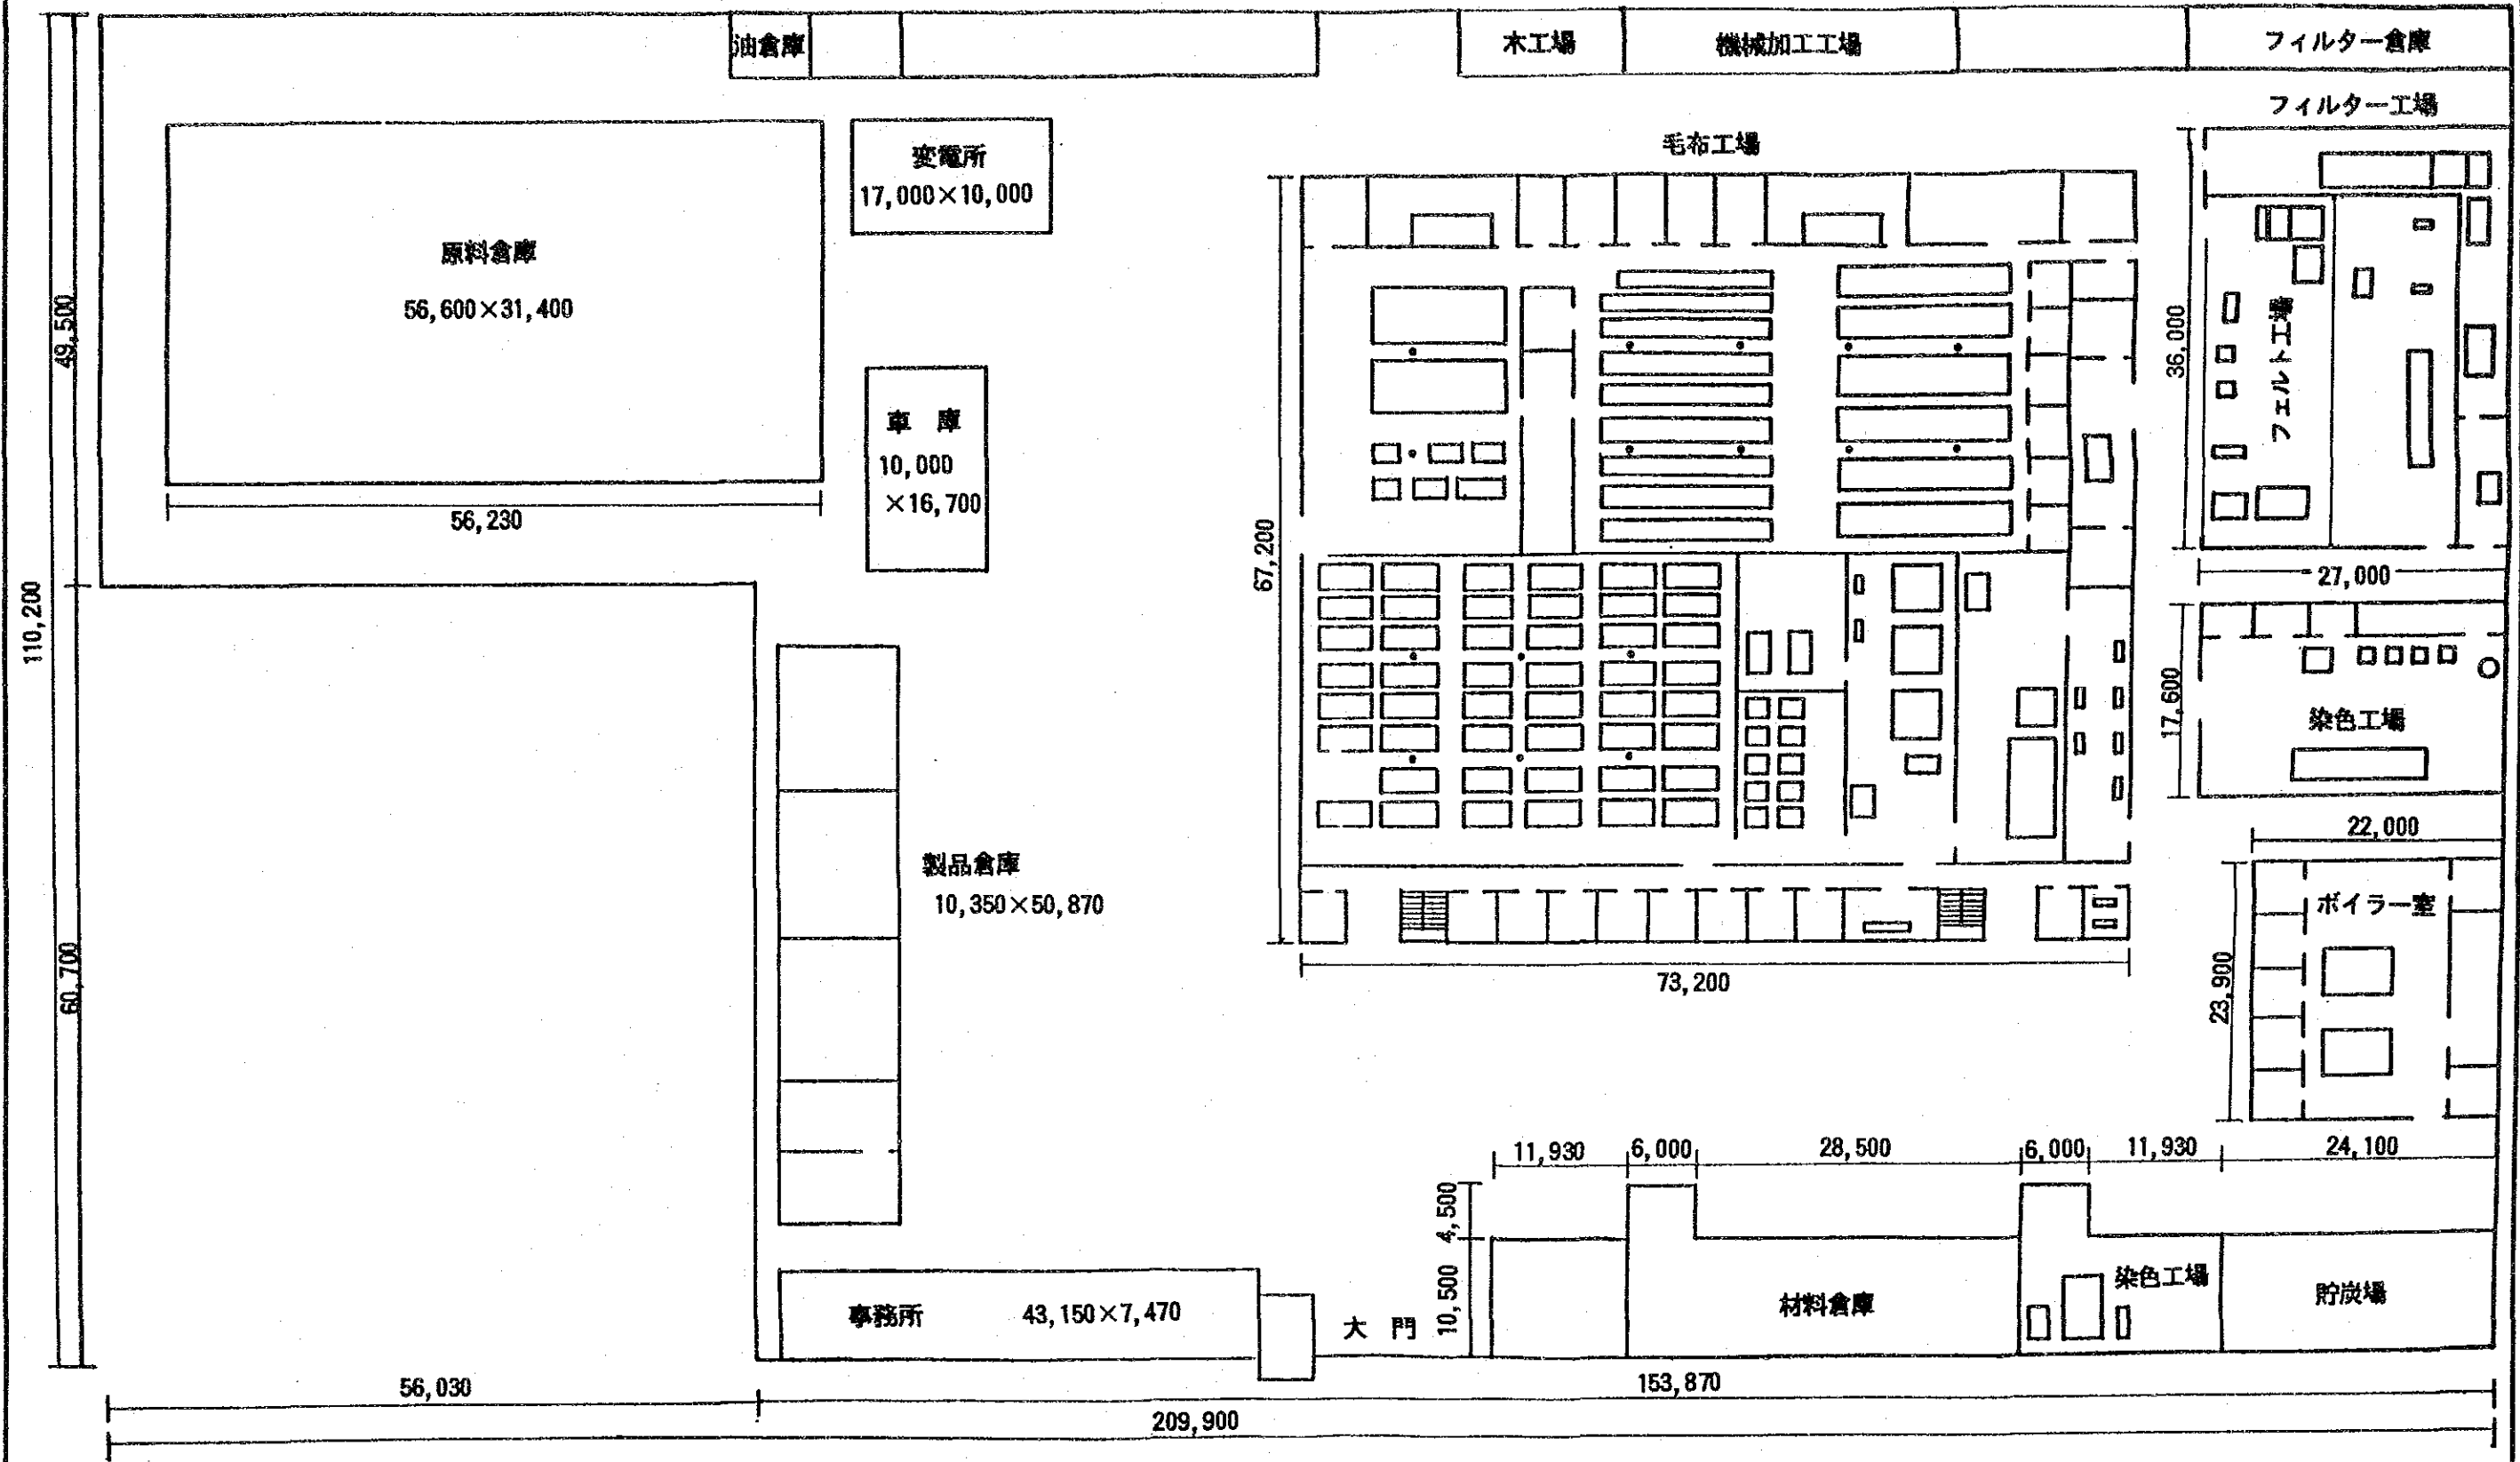 油倉庫
木工場
機械加工工場
フィルター倉庫
フィルター工場
毛布工場
変電所
17,000×10,000
原料倉庫
56,600×31,400
車 庫
10,000
×16,700
56,230
49,500
110,200
60,700
67,200
73,200
36,000
フェルト工場
27,000
17,600
染色工場
22,000
ボイラー室
23,900
製品倉庫
10,350×50,870
11,930
6,000
28,500
6,000
11,930
24,100
4,500
10,500
事務所 43,150×7,470
大 門
材料倉庫
染色工場
貯炭場
56,030
153,870
209,900